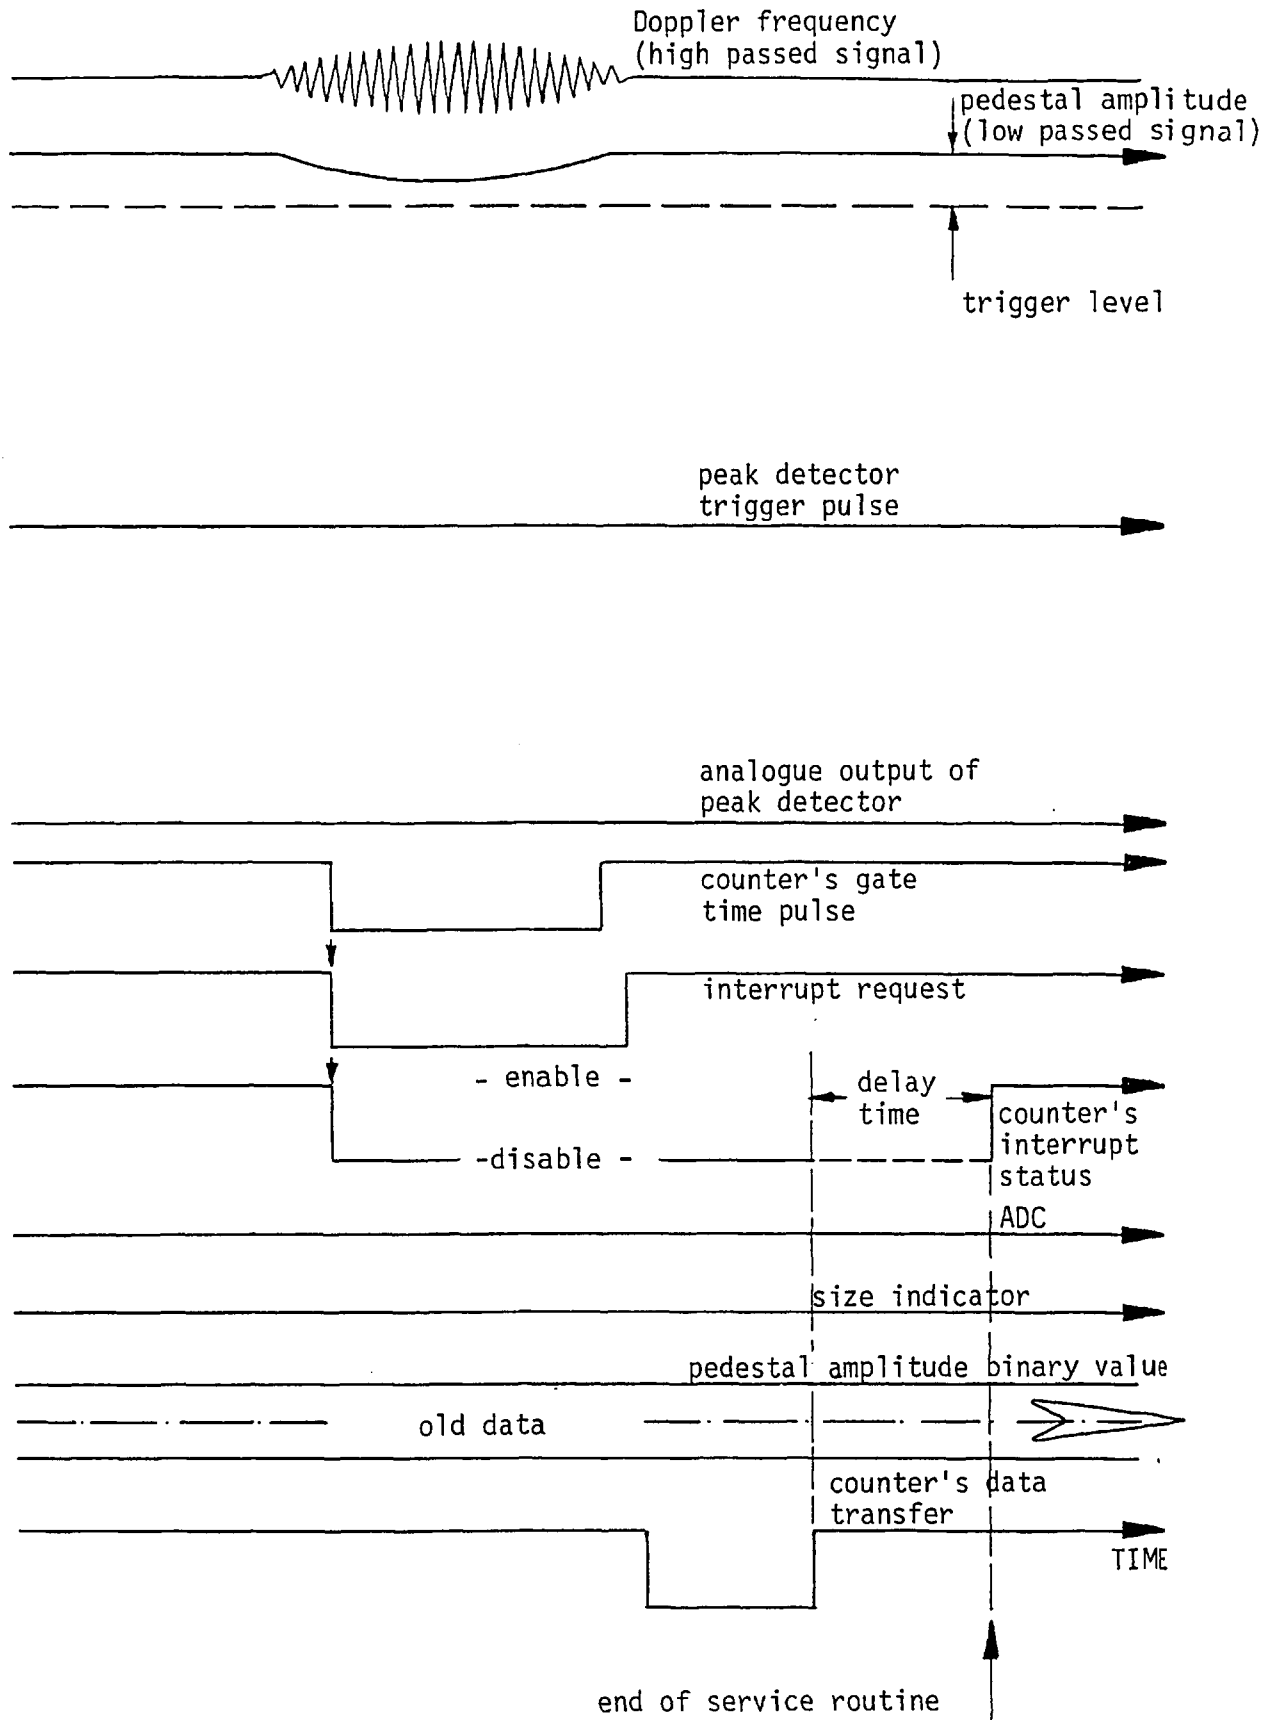 Doppler frequency
(high passed signal)
pedestal amplitude
(low passed signal)
trigger level
peak detector
trigger pulse
analogue output of
peak detector
counter's gate
time pulse
interrupt request
- enable -
delay
time
counter's
interrupt
status
-disable -
ADC
size indicator
pedestal amplitude binary value
old data
counter's data
transfer
TIME
end of service routine